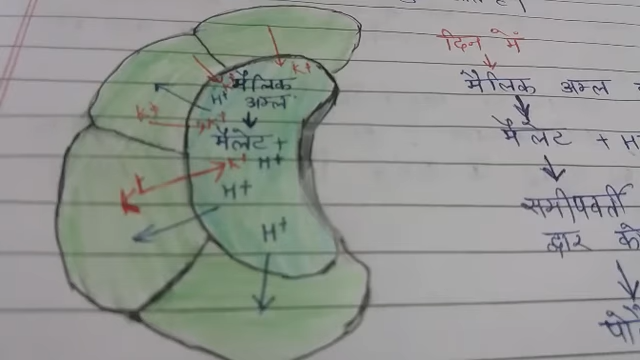 है।
K+
K+
मैलिक
H+
अम्ल
K+
K+
मैलेट +
K+
H+
K+
H+
H+
दिन में
मैलिक अम्ल
मैलेट + H
समीपवर्ती
द्वार के